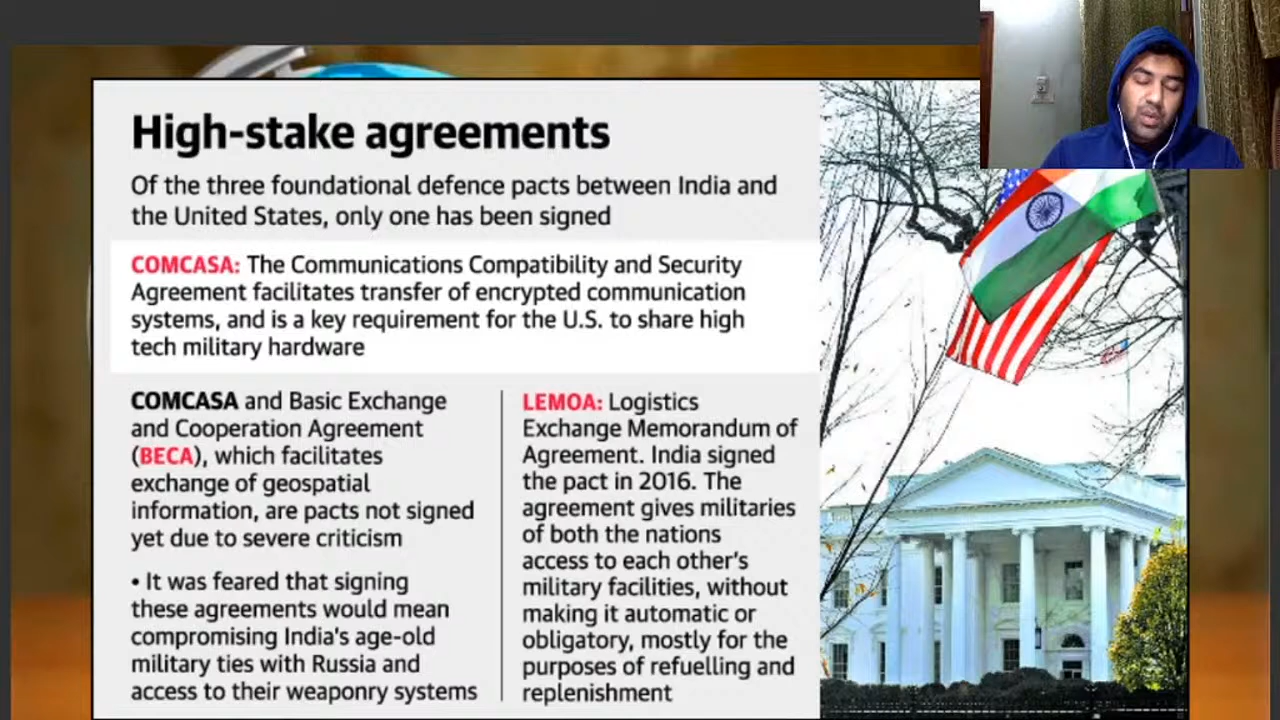 High-stake agreements
Of the three foundational defence pacts between India and
the United States, only one has been signed
COMCASA: The Communications Compatibility and Security
Agreement facilitates transfer of encrypted communication
systems, and is a key requirement for the U.S. to share high
tech military hardware
COMCASA and Basic Exchange
and Cooperation Agreement
(BECA), which facilitates
exchange of geospatial
information, are pacts not signed
yet due to severe criticism
• It was feared that signing
these agreements would mean
compromising India's age-old
military ties with Russia and
access to their weaponry systems
LEMOA: Logistics
Exchange Memorandum of
Agreement. India signed
the pact in 2016. The
agreement gives militaries
of both the nations
access to each other's
military facilities, without
making it automatic or
obligatory, mostly for the
purposes of refuelling and
replenishment